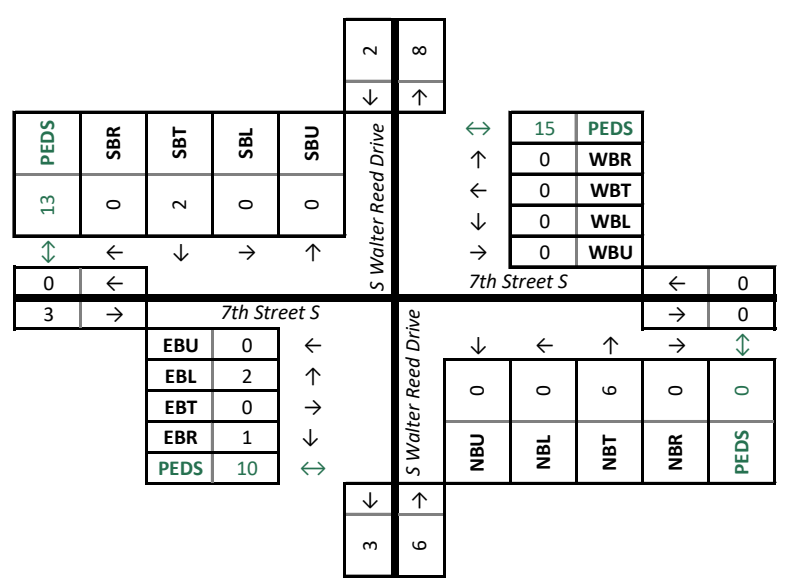 2 8
↓ ↑
PEDS SBR SBT SBL SBU
13 0 2 0 0
↕ ← ↓ → ↑
S Walter Reed Drive
↔ 15 PEDS
↑ 0 WBR
← 0 WBT
↓ 0 WBL
→ 0 WBU
0 ←
7th Street S
← 0
3 →
7th Street S
→ 0
EBU 0 ←
EBL 2 ↑
EBT 0 →
EBR 1 ↓
PEDS 10 ↔
S Walter Reed Drive
↓ ← ↑ → ↕
0 0 6 0 0
NBU NBL NBT NBR PEDS
↓ ↑
3 6